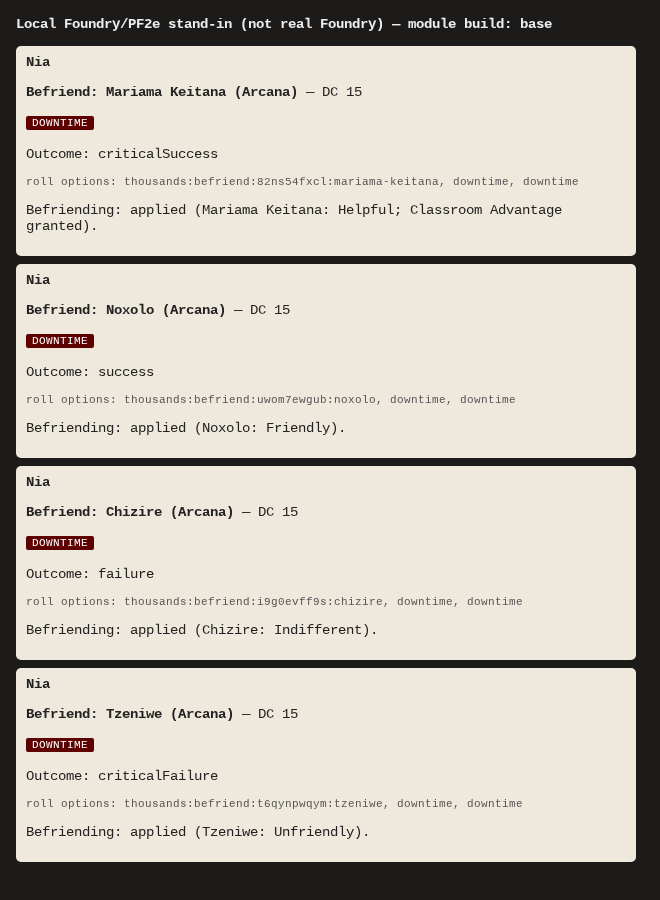 Local Foundry/PF2e stand-in (not real Foundry) — module build: base
Nia
Befriend: Mariama Keitana (Arcana) — DC 15
DOWNTIME
Outcome: criticalSuccess
roll options: thousands:befriend:82ns54fxcl:mariama-keitana, downtime, downtime
Befriending: applied (Mariama Keitana: Helpful; Classroom Advantage
granted).
Nia
Befriend: Noxolo (Arcana) — DC 15
DOWNTIME
Outcome: success
roll options: thousands:befriend:uwom7ewgub:noxolo, downtime, downtime
Befriending: applied (Noxolo: Friendly).
Nia
Befriend: Chizire (Arcana) — DC 15
DOWNTIME
Outcome: failure
roll options: thousands:befriend:i9g0evff9s:chizire, downtime, downtime
Befriending: applied (Chizire: Indifferent).
Nia
Befriend: Tzeniwe (Arcana) — DC 15
DOWNTIME
Outcome: criticalFailure
roll options: thousands:befriend:t6qynpwqym:tzeniwe, downtime, downtime
Befriending: applied (Tzeniwe: Unfriendly).